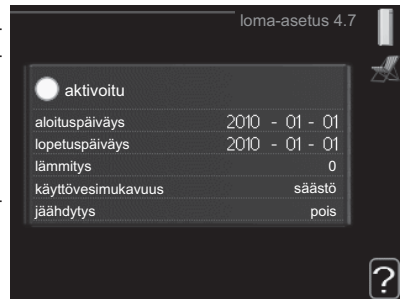 loma-asetus 4.7
aktivoitu
aloituspäiväys 2010 - 01 - 01
lopetuspäiväys 2010 - 01 - 01
lämmitys 0
käyttövesimukavuus säästö
jäähdytys pois
?